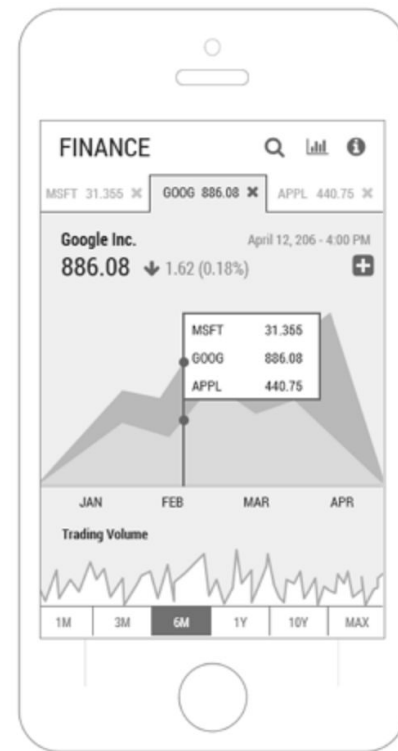 FINANCE
MSFT 31.355 ✖ GOOG 886.08 ✖ APPL 440.75 ✖
Google Inc. April 12, 206 - 4:00 PM
886.08 1.62 (0.18%)
MSFT 31.355
GOOG 886.08
APPL 440.75
JAN FEB MAR APR
Trading Volume
1M 3M 6M 1Y 10Y MAX